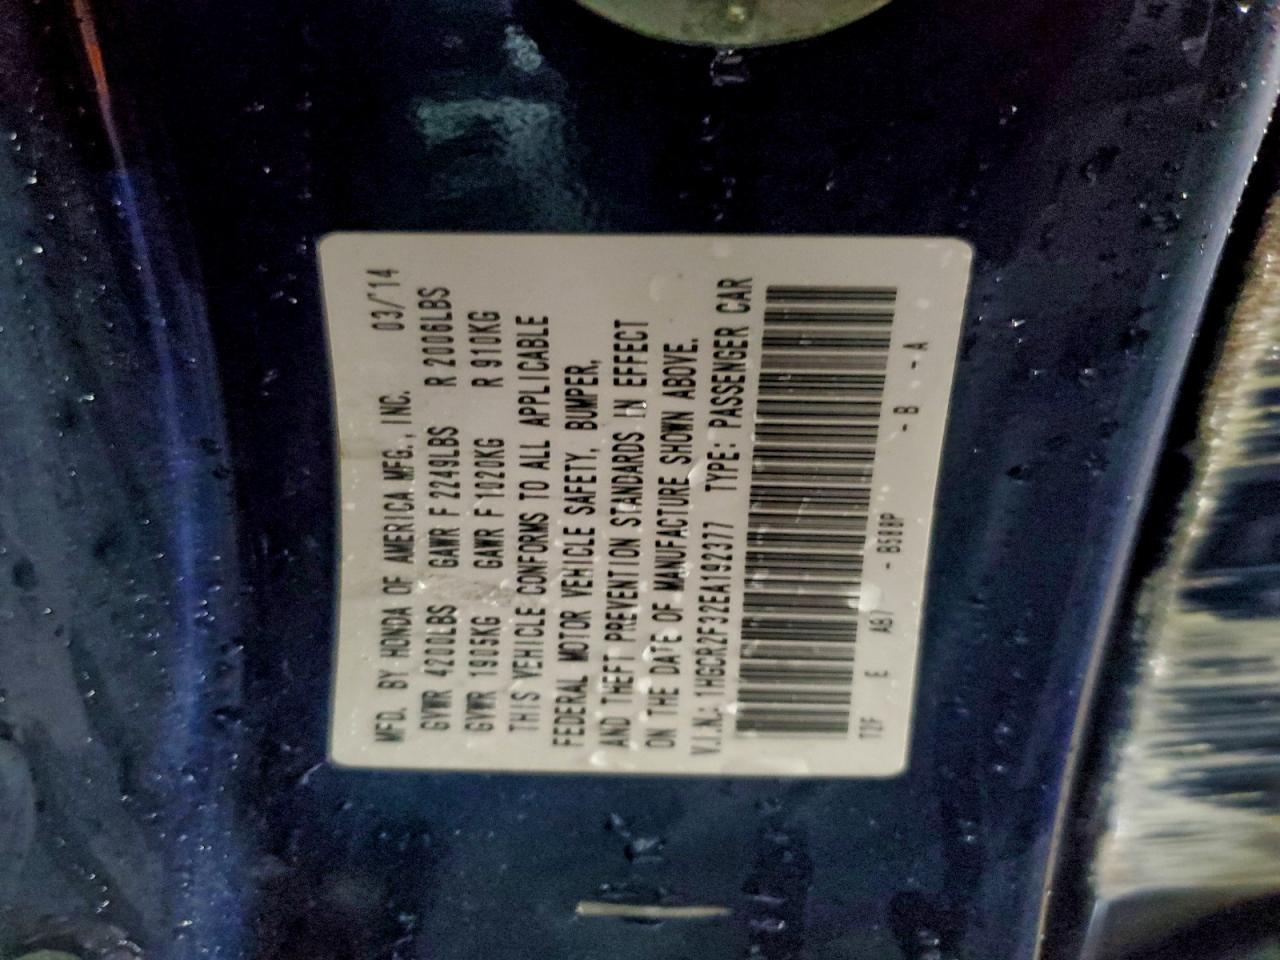 MFD. BY HONDA OF AMERICA MFG., INC. 03/'14
GVWR 4200LBS GAWR F 2249LBS R 2006LBS
GVWR 1905KG GAWR F 1020KG R 910KG
THIS VEHICLE CONFORMS TO ALL APPLICABLE
FEDERAL MOTOR VEHICLE SAFETY, BUMPER,
AND THEFT PREVENTION STANDARDS IN EFFECT
ON THE DATE OF MANUFACTURE SHOWN ABOVE.
V.I.N.: 1HGCR2F32EA192377 TYPE: PASSENGER CAR
T2F E AB7 - B588P - B - A